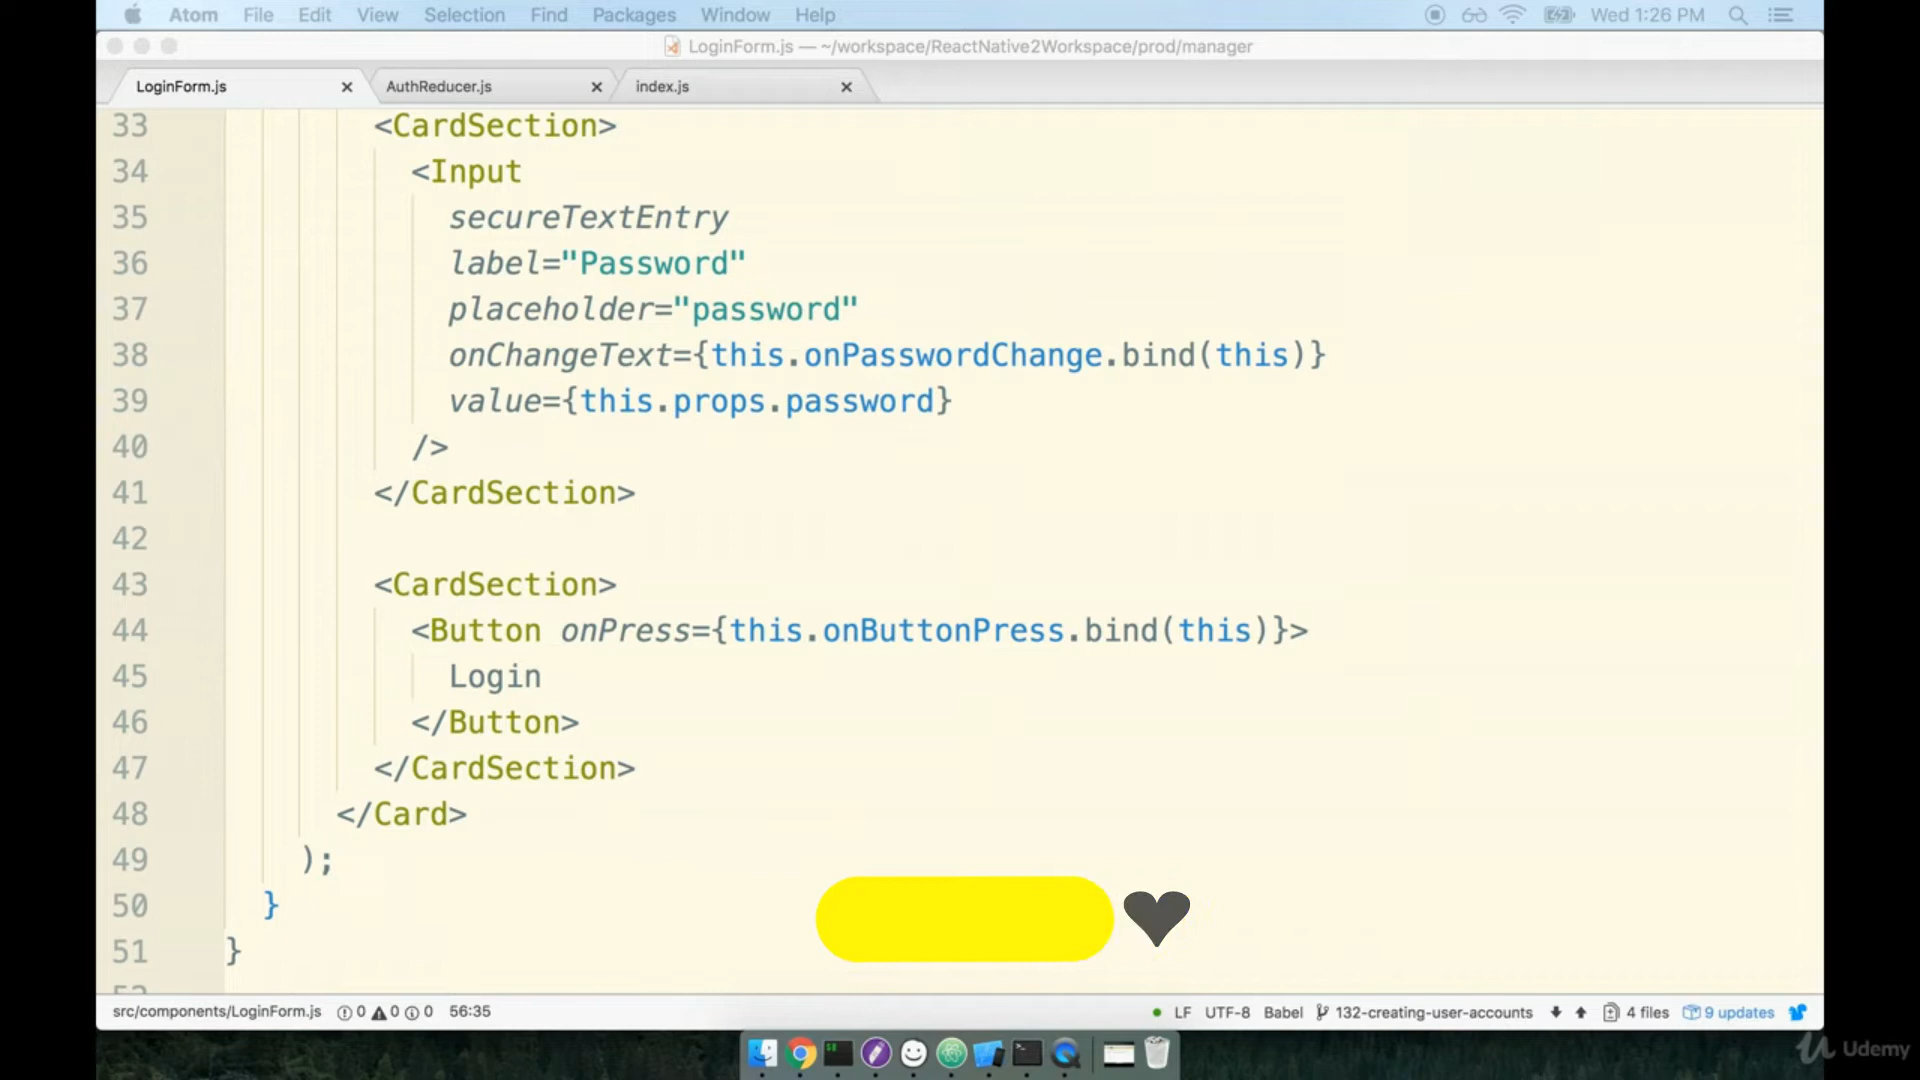 Atom File Edit View Selection Find Packages Window Help Wed 1:26 PM
LoginForm.js — ~/workspace/ReactNative2Workspace/prod/manager
LoginForm.js AuthReducer.js index.js
33 <CardSection>
34 <Input
35 secureTextEntry
36 label="Password"
37 placeholder="password"
38 onChangeText={this.onPasswordChange.bind(this)}
39 value={this.props.password}
40 />
41 </CardSection>
42
43 <CardSection>
44 <Button onPress={this.onButtonPress.bind(this)}>
45 Login
46 </Button>
47 </CardSection>
48 </Card>
49 );
50 }
51 }
src/components/LoginForm.js 0 0 0 56:35 LF UTF-8 Babel 132-creating-user-accounts 4 files 9 updates
Udemy